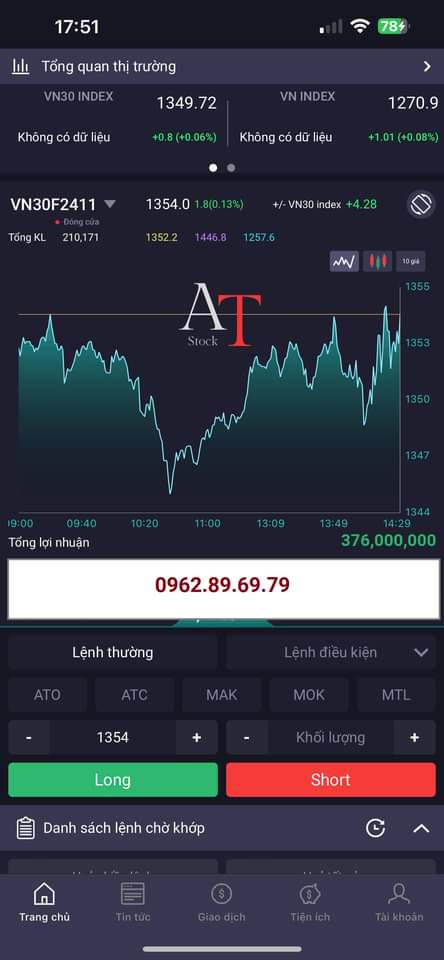 17:51
78
Tổng quan thị trường
VN30 INDEX 1349.72
VN INDEX 1270.9
Không có dữ liệu +0.8 (+0.06%)
Không có dữ liệu +1.01 (+0.08%)
VN30F2411 1354.0 1.8(0.13%) +/- VN30 index +4.28
Đóng cửa
Tổng KL 210,171 1352.2 1446.8 1257.6
10 giá
AT
Stock
1355
1353
1350
1347
1344
09:00 09:40 10:20 11:00 13:09 13:49 14:29
Tổng lợi nhuận 376,000,000
0962.89.69.79
Lệnh thường Lệnh điều kiện
ATO ATC MAK MOK MTL
- 1354 + - Khối lượng +
Long Short
Danh sách lệnh chờ khớp
Trang chủ Tin tức Giao dịch Tiện ích Tài khoản